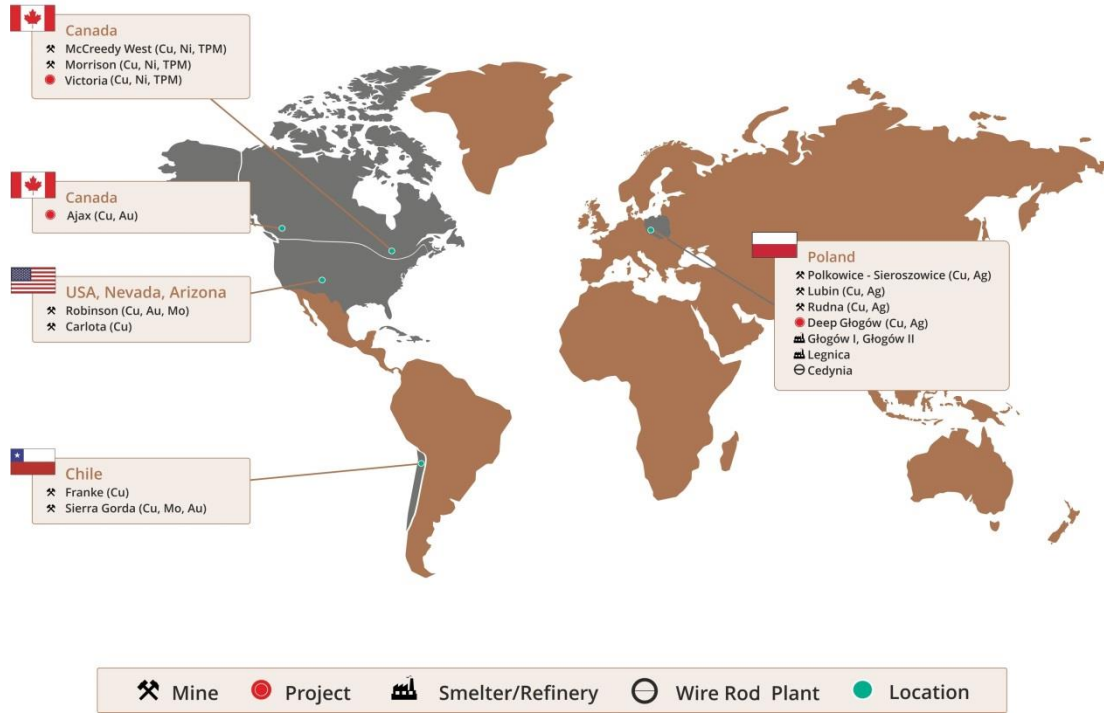 Canada
McCreedy West (Cu, Ni, TPM)
Morrison (Cu, Ni, TPM)
Victoria (Cu, Ni, TPM)
Canada
Ajax (Cu, Au)
USA, Nevada, Arizona
Robinson (Cu, Au, Mo)
Carlota (Cu)
Chile
Franke (Cu)
Sierra Gorda (Cu, Mo, Au)
Poland
Polkowice - Sieroszowice (Cu, Ag)
Lubin (Cu, Ag)
Rudna (Cu, Ag)
Deep Głogów (Cu, Ag)
Głogów I, Głogów II
Legnica
Cedynia
Mine Project Smelter/Refinery Wire Rod Plant Location